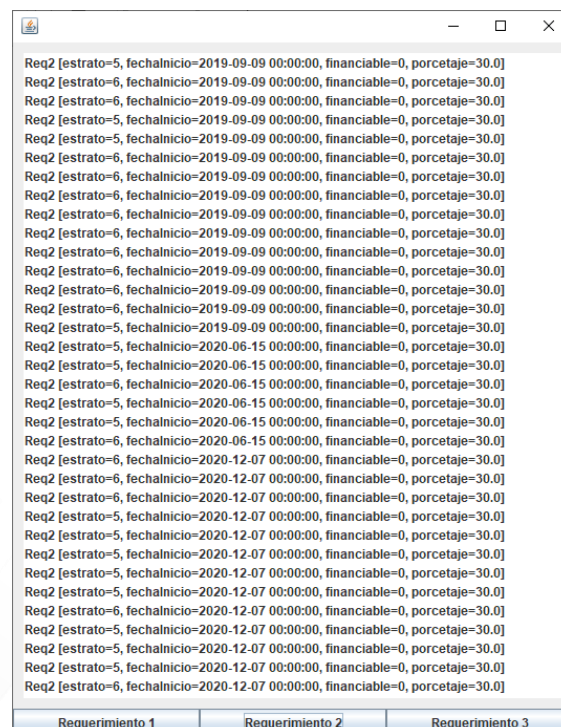 Req2 [estrato=5, fechaInicio=2019-09-09 00:00:00, financiable=0, porcetaje=30.0]
Req2 [estrato=6, fechaInicio=2019-09-09 00:00:00, financiable=0, porcetaje=30.0]
Req2 [estrato=6, fechaInicio=2019-09-09 00:00:00, financiable=0, porcetaje=30.0]
Req2 [estrato=5, fechaInicio=2019-09-09 00:00:00, financiable=0, porcetaje=30.0]
Req2 [estrato=5, fechaInicio=2019-09-09 00:00:00, financiable=0, porcetaje=30.0]
Req2 [estrato=6, fechaInicio=2019-09-09 00:00:00, financiable=0, porcetaje=30.0]
Req2 [estrato=6, fechaInicio=2019-09-09 00:00:00, financiable=0, porcetaje=30.0]
Req2 [estrato=6, fechaInicio=2019-09-09 00:00:00, financiable=0, porcetaje=30.0]
Req2 [estrato=6, fechaInicio=2019-09-09 00:00:00, financiable=0, porcetaje=30.0]
Req2 [estrato=6, fechaInicio=2019-09-09 00:00:00, financiable=0, porcetaje=30.0]
Req2 [estrato=6, fechaInicio=2019-09-09 00:00:00, financiable=0, porcetaje=30.0]
Req2 [estrato=6, fechaInicio=2019-09-09 00:00:00, financiable=0, porcetaje=30.0]
Req2 [estrato=6, fechaInicio=2019-09-09 00:00:00, financiable=0, porcetaje=30.0]
Req2 [estrato=6, fechaInicio=2019-09-09 00:00:00, financiable=0, porcetaje=30.0]
Req2 [estrato=5, fechaInicio=2019-09-09 00:00:00, financiable=0, porcetaje=30.0]
Req2 [estrato=5, fechaInicio=2020-06-15 00:00:00, financiable=0, porcetaje=30.0]
Req2 [estrato=5, fechaInicio=2020-06-15 00:00:00, financiable=0, porcetaje=30.0]
Req2 [estrato=6, fechaInicio=2020-06-15 00:00:00, financiable=0, porcetaje=30.0]
Req2 [estrato=5, fechaInicio=2020-06-15 00:00:00, financiable=0, porcetaje=30.0]
Req2 [estrato=5, fechaInicio=2020-06-15 00:00:00, financiable=0, porcetaje=30.0]
Req2 [estrato=6, fechaInicio=2020-06-15 00:00:00, financiable=0, porcetaje=30.0]
Req2 [estrato=6, fechaInicio=2020-12-07 00:00:00, financiable=0, porcetaje=30.0]
Req2 [estrato=6, fechaInicio=2020-12-07 00:00:00, financiable=0, porcetaje=30.0]
Req2 [estrato=6, fechaInicio=2020-12-07 00:00:00, financiable=0, porcetaje=30.0]
Req2 [estrato=5, fechaInicio=2020-12-07 00:00:00, financiable=0, porcetaje=30.0]
Req2 [estrato=5, fechaInicio=2020-12-07 00:00:00, financiable=0, porcetaje=30.0]
Req2 [estrato=5, fechaInicio=2020-12-07 00:00:00, financiable=0, porcetaje=30.0]
Req2 [estrato=5, fechaInicio=2020-12-07 00:00:00, financiable=0, porcetaje=30.0]
Req2 [estrato=5, fechaInicio=2020-12-07 00:00:00, financiable=0, porcetaje=30.0]
Req2 [estrato=6, fechaInicio=2020-12-07 00:00:00, financiable=0, porcetaje=30.0]
Req2 [estrato=5, fechaInicio=2020-12-07 00:00:00, financiable=0, porcetaje=30.0]
Req2 [estrato=5, fechaInicio=2020-12-07 00:00:00, financiable=0, porcetaje=30.0]
Req2 [estrato=5, fechaInicio=2020-12-07 00:00:00, financiable=0, porcetaje=30.0]
Req2 [estrato=6, fechaInicio=2020-12-07 00:00:00, financiable=0, porcetaje=30.0]
Requerimiento 1 Requerimiento 2 Requerimiento 3